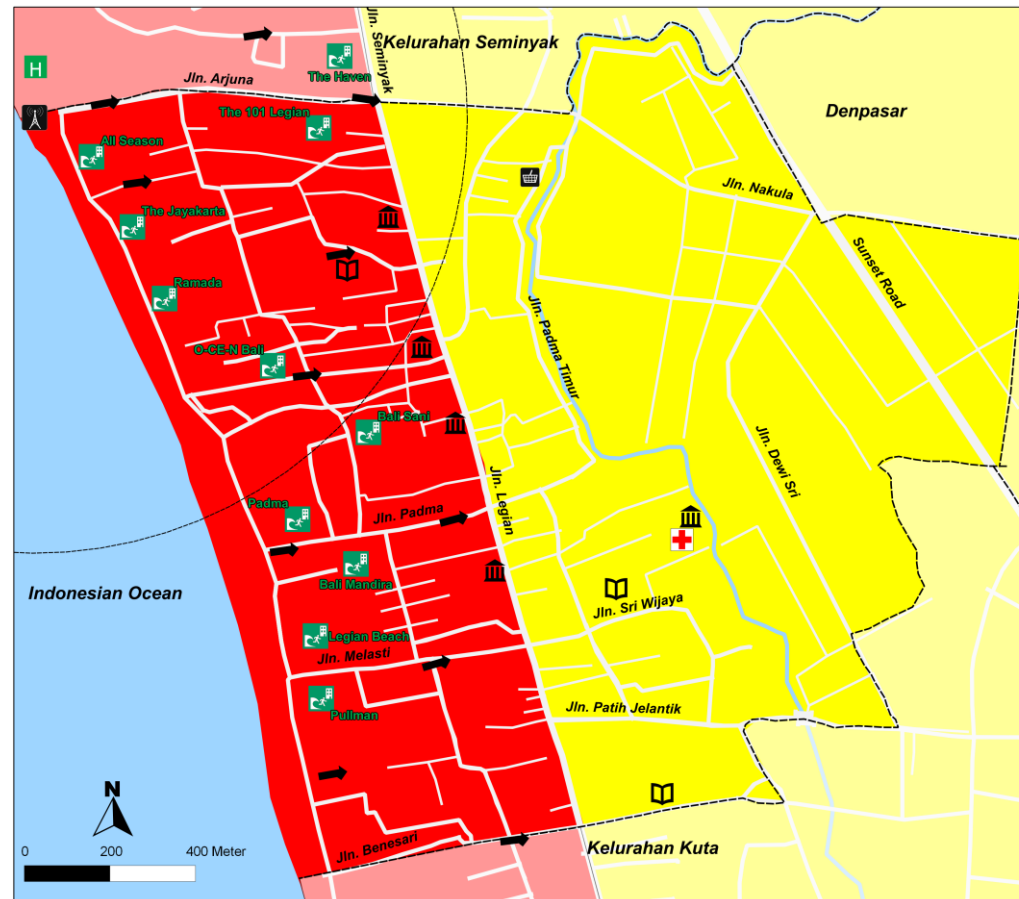 Jln. Seminyak
Kelurahan Seminyak
H
The Haven
Jln. Arjuna
The 101 Legian
Denpasar
All Season
Jln. Nakula
The Jayakarta
Sunset Road
Ramada
Jln. Padma Timur
O-CE-N Bali
Bali Sani
Jln. Dewi Sri
Jln. Legian
Padma
Jln. Padma
Indonesian Ocean
Bali Mandira
Jln. Sri Wijaya
Legian Beach
Jln. Melasti
Pullman
Jln. Patih Jelantik
N
0 200 400 Meter
Jln. Benesari
Kelurahan Kuta